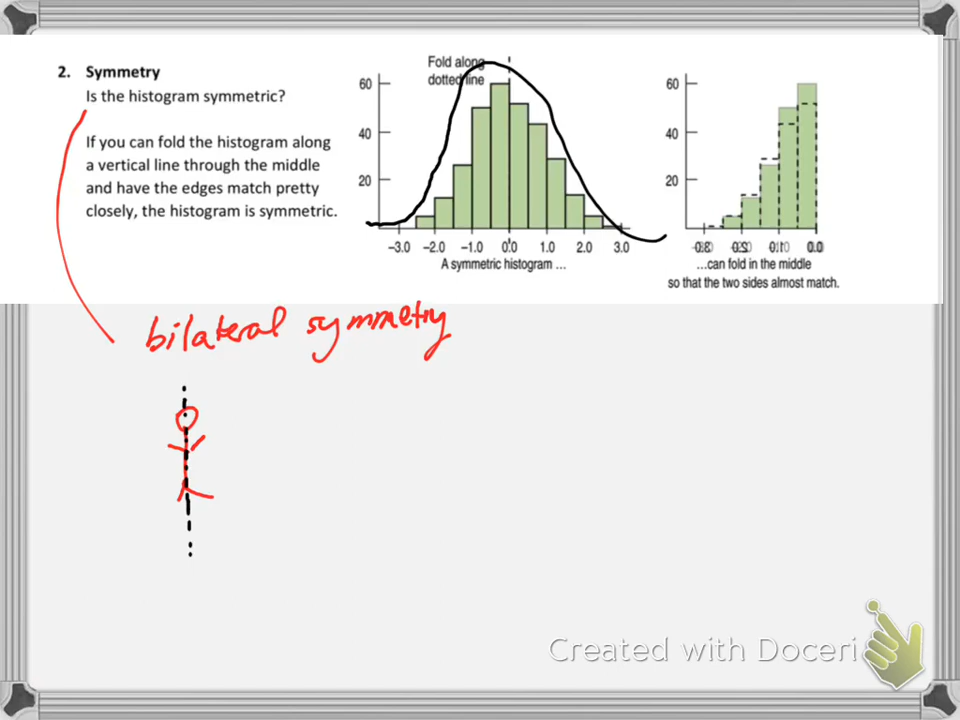 2. Symmetry
Is the histogram symmetric?
If you can fold the histogram along
a vertical line through the middle
and have the edges match pretty
closely, the histogram is symmetric.
Fold along
dotted line
60
40
20
-3.0 -2.0 -1.0 0.0 1.0 2.0 3.0
A symmetric histogram ...
60
40
20
0.0
...can fold in the middle
so that the two sides almost match.
bilateral symmetry
Created with Doceri